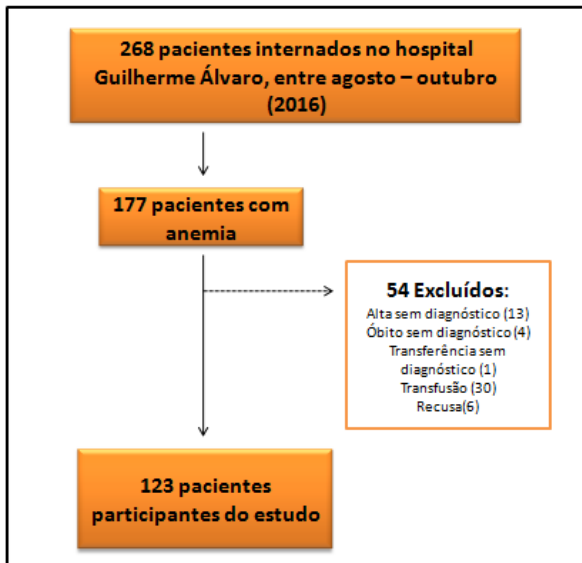 268 pacientes internados no hospital
Guilherme Álvaro, entre agosto – outubro
(2016)
177 pacientes com
anemia
54 Excluídos:
Alta sem diagnóstico (13)
Óbito sem diagnóstico (4)
Transferência sem
diagnóstico (1)
Transfusão (30)
Recusa(6)
123 pacientes
participantes do estudo